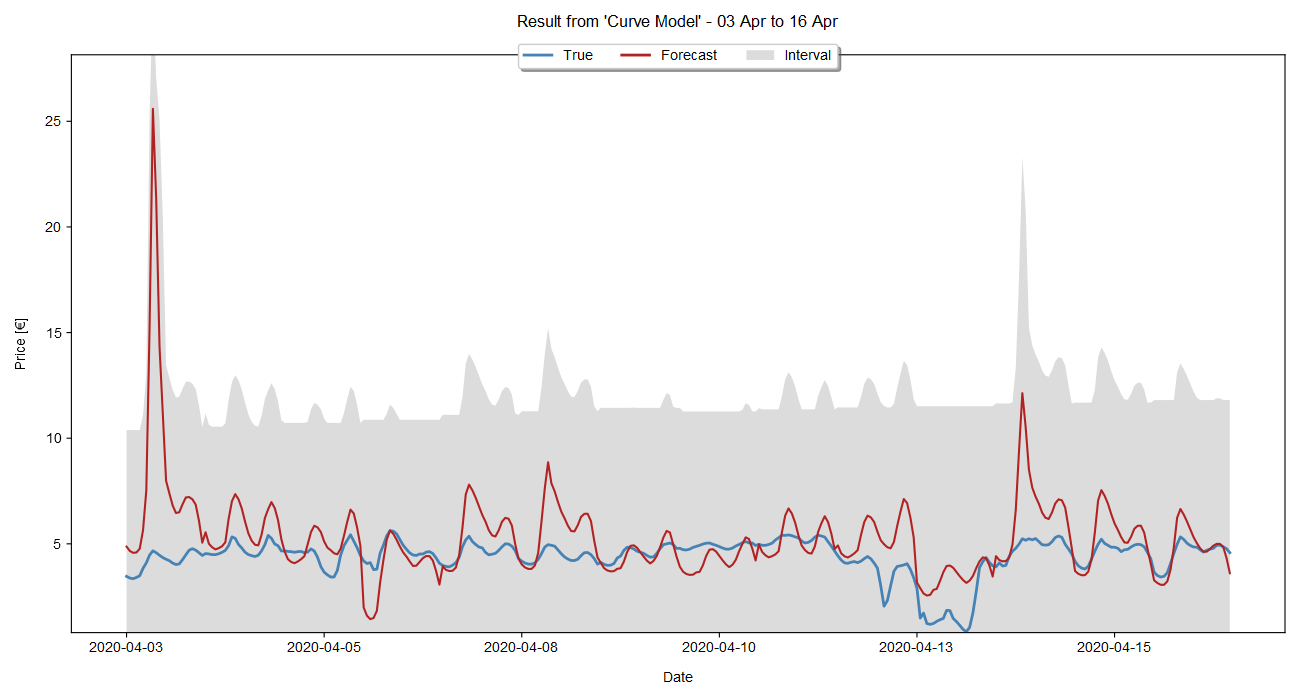 Result from 'Curve Model' - 03 Apr to 16 Apr
True Forecast Interval
25
20
15
10
5
Price [€]
2020-04-03 2020-04-05 2020-04-08 2020-04-10 2020-04-13 2020-04-15
Date